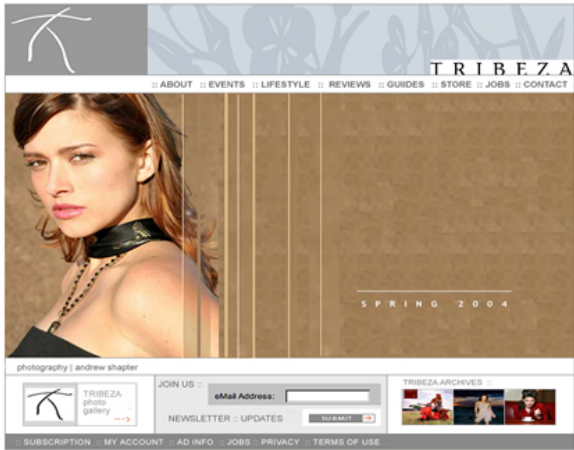 TRIBEZA
:: ABOUT :: EVENTS :: LIFESTYLE :: REVIEWS :: GUIDES :: STORE :: JOBS :: CONTACT
SPRING 2004
photography | andrew shapter
TRIBEZA
photo
gallery
--->
JOIN US ::
eMail Address:
NEWSLETTER :: UPDATES
SUBMIT
TRIBEZA ARCHIVES ::
:: SUBSCRIPTION :: MY ACCOUNT :: AD INFO :: JOBS :: PRIVACY :: TERMS OF USE